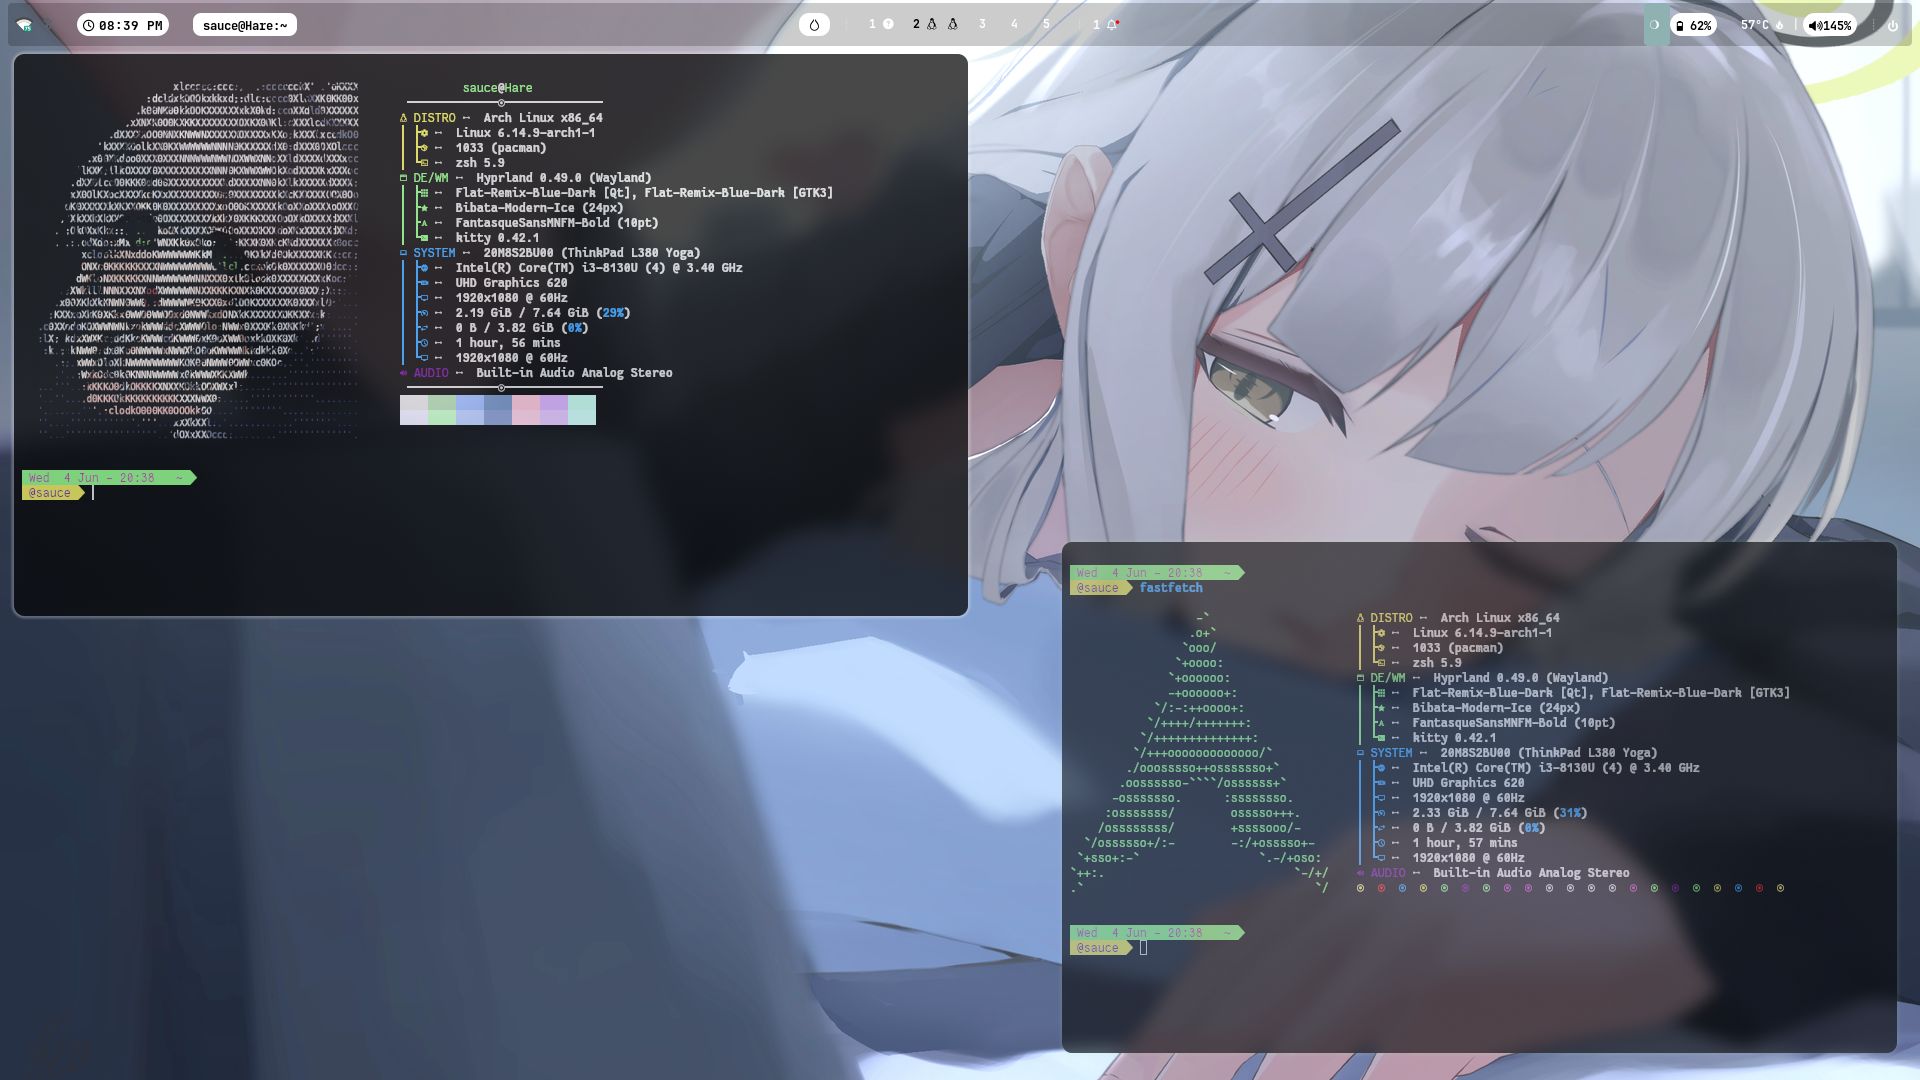 08:39 PM
sauce@Hare:~
1 2 3 4 5 1
62%
57°C
145%
sauce@Hare
DISTRO Arch Linux x86_64
Linux 6.14.9-arch1-1
1033 (pacman)
zsh 5.9
DE/WM Hyprland 0.49.0 (Wayland)
Flat-Remix-Blue-Dark [Qt], Flat-Remix-Blue-Dark [GTK3]
Bibata-Modern-Ice (24px)
FantasqueSansMNFM-Bold (10pt)
kitty 0.42.1
SYSTEM 20M8S2BU00 (ThinkPad L380 Yoga)
Intel(R) Core(TM) i3-8130U (4) @ 3.40 GHz
UHD Graphics 620
1920x1080 @ 60Hz
2.19 GiB / 7.64 GiB (29%)
0 B / 3.82 GiB (0%)
1 hour, 56 mins
1920x1080 @ 60Hz
AUDIO Built-in Audio Analog Stereo
Wed 4 Jun - 20:38 ~
@sauce
Wed 4 Jun - 20:38 ~
@sauce fastfetch
DISTRO Arch Linux x86_64
Linux 6.14.9-arch1-1
1033 (pacman)
zsh 5.9
DE/WM Hyprland 0.49.0 (Wayland)
Flat-Remix-Blue-Dark [Qt], Flat-Remix-Blue-Dark [GTK3]
Bibata-Modern-Ice (24px)
FantasqueSansMNFM-Bold (10pt)
kitty 0.42.1
SYSTEM 20M8S2BU00 (ThinkPad L380 Yoga)
Intel(R) Core(TM) i3-8130U (4) @ 3.40 GHz
UHD Graphics 620
1920x1080 @ 60Hz
2.33 GiB / 7.64 GiB (31%)
0 B / 3.82 GiB (0%)
1 hour, 57 mins
1920x1080 @ 60Hz
AUDIO Built-in Audio Analog Stereo
Wed 4 Jun - 20:38 ~
@sauce